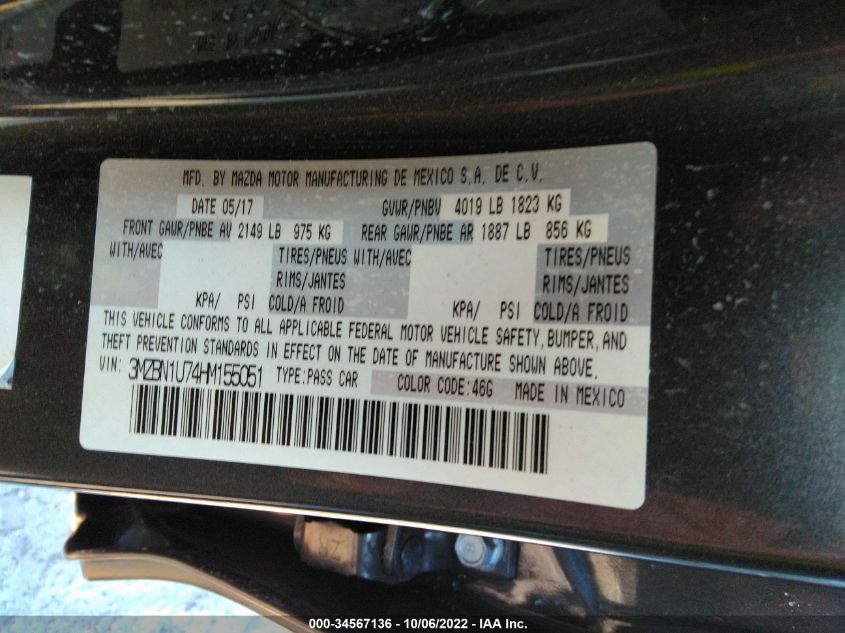 MFD. BY MAZDA MOTOR MANUFACTURING DE MEXICO S.A. DE C.V.
DATE 05/17 GVWR/PNBV 4019 LB 1823 KG
FRONT GAWR/PNBE AV 2149 LB 975 KG REAR GAWR/PNBE AR 1887 LB 856 KG
WITH/AVEC TIRES/PNEUS WITH/AVEC TIRES/PNEUS
RIMS/JANTES RIMS/JANTES
KPA/ PSI COLD/A FROID KPA/ PSI COLD/A FROID
THIS VEHICLE CONFORMS TO ALL APPLICABLE FEDERAL MOTOR VEHICLE SAFETY, BUMPER, AND
THEFT PREVENTION STANDARDS IN EFFECT ON THE DATE OF MANUFACTURE SHOWN ABOVE.
VIN: 3MZBN1U74HM155051 TYPE:PASS CAR COLOR CODE:46G MADE IN MEXICO
000-34567136 - 10/06/2022 - IAA Inc.